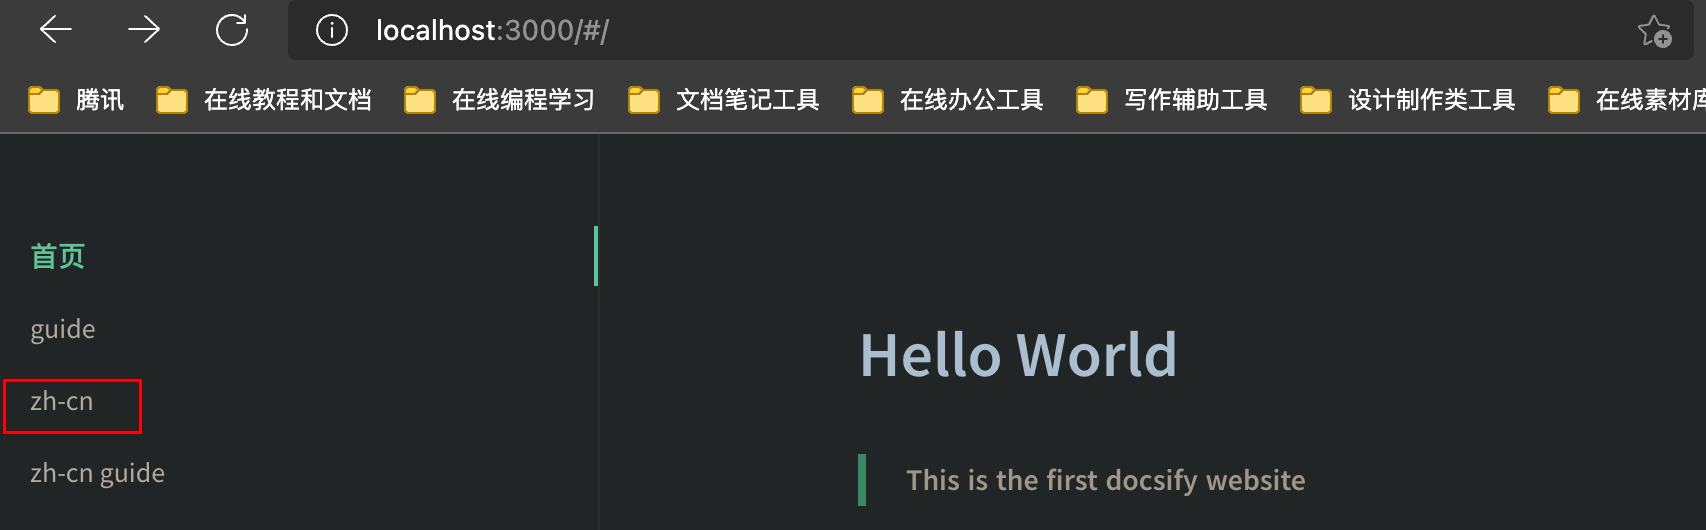 localhost:3000/#/
腾讯 在线教程和文档 在线编程学习 文档笔记工具 在线办公工具 写作辅助工具 设计制作类工具 在线素材库
首页
guide
zh-cn
zh-cn guide
Hello World
This is the first docsify website